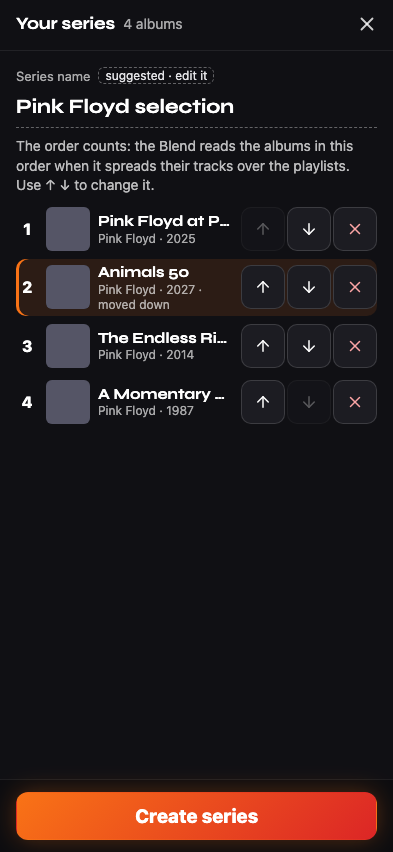 Your series 4 albums
Series name suggested · edit it
Pink Floyd selection
The order counts: the Blend reads the albums in this
order when it spreads their tracks over the playlists.
Use ↑ ↓ to change it.
1 Pink Floyd at P...
Pink Floyd · 2025
2 Animals 50
Pink Floyd · 2027 ·
moved down
3 The Endless Ri...
Pink Floyd · 2014
4 A Momentary ...
Pink Floyd · 1987
Create series